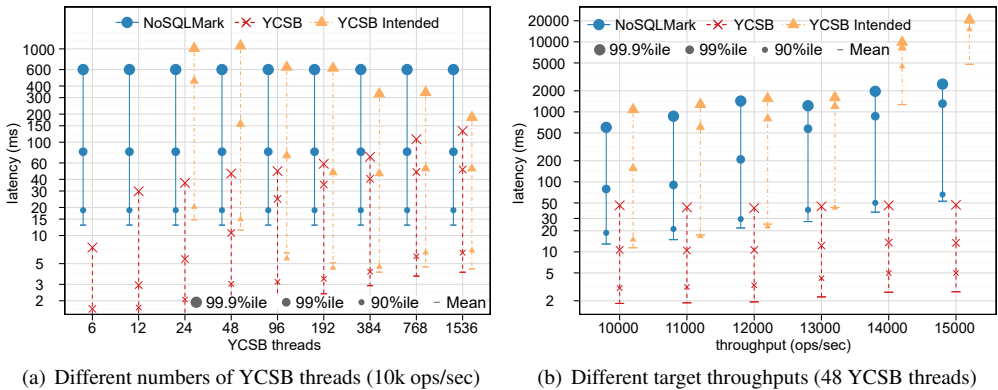 NoSQLMark YCSB YCSB Intended
1000
600
400
300
200
150
100
60
40
30
20
15
10
5
3
2
latency (ms)
99.9%ile 99%ile 90%ile Mean
6 12 24 48 96 192 384 768 1536
YCSB threads
(a) Different numbers of YCSB threads (10k ops/sec)
20000
10000
5000
2000
1000
500
200
100
50
30
20
10
5
3
2
latency (ms)
NoSQLMark YCSB YCSB Intended
99.9%ile 99%ile 90%ile Mean
10000 11000 12000 13000 14000 15000
throughput (ops/sec)
(b) Different target throughputs (48 YCSB threads)